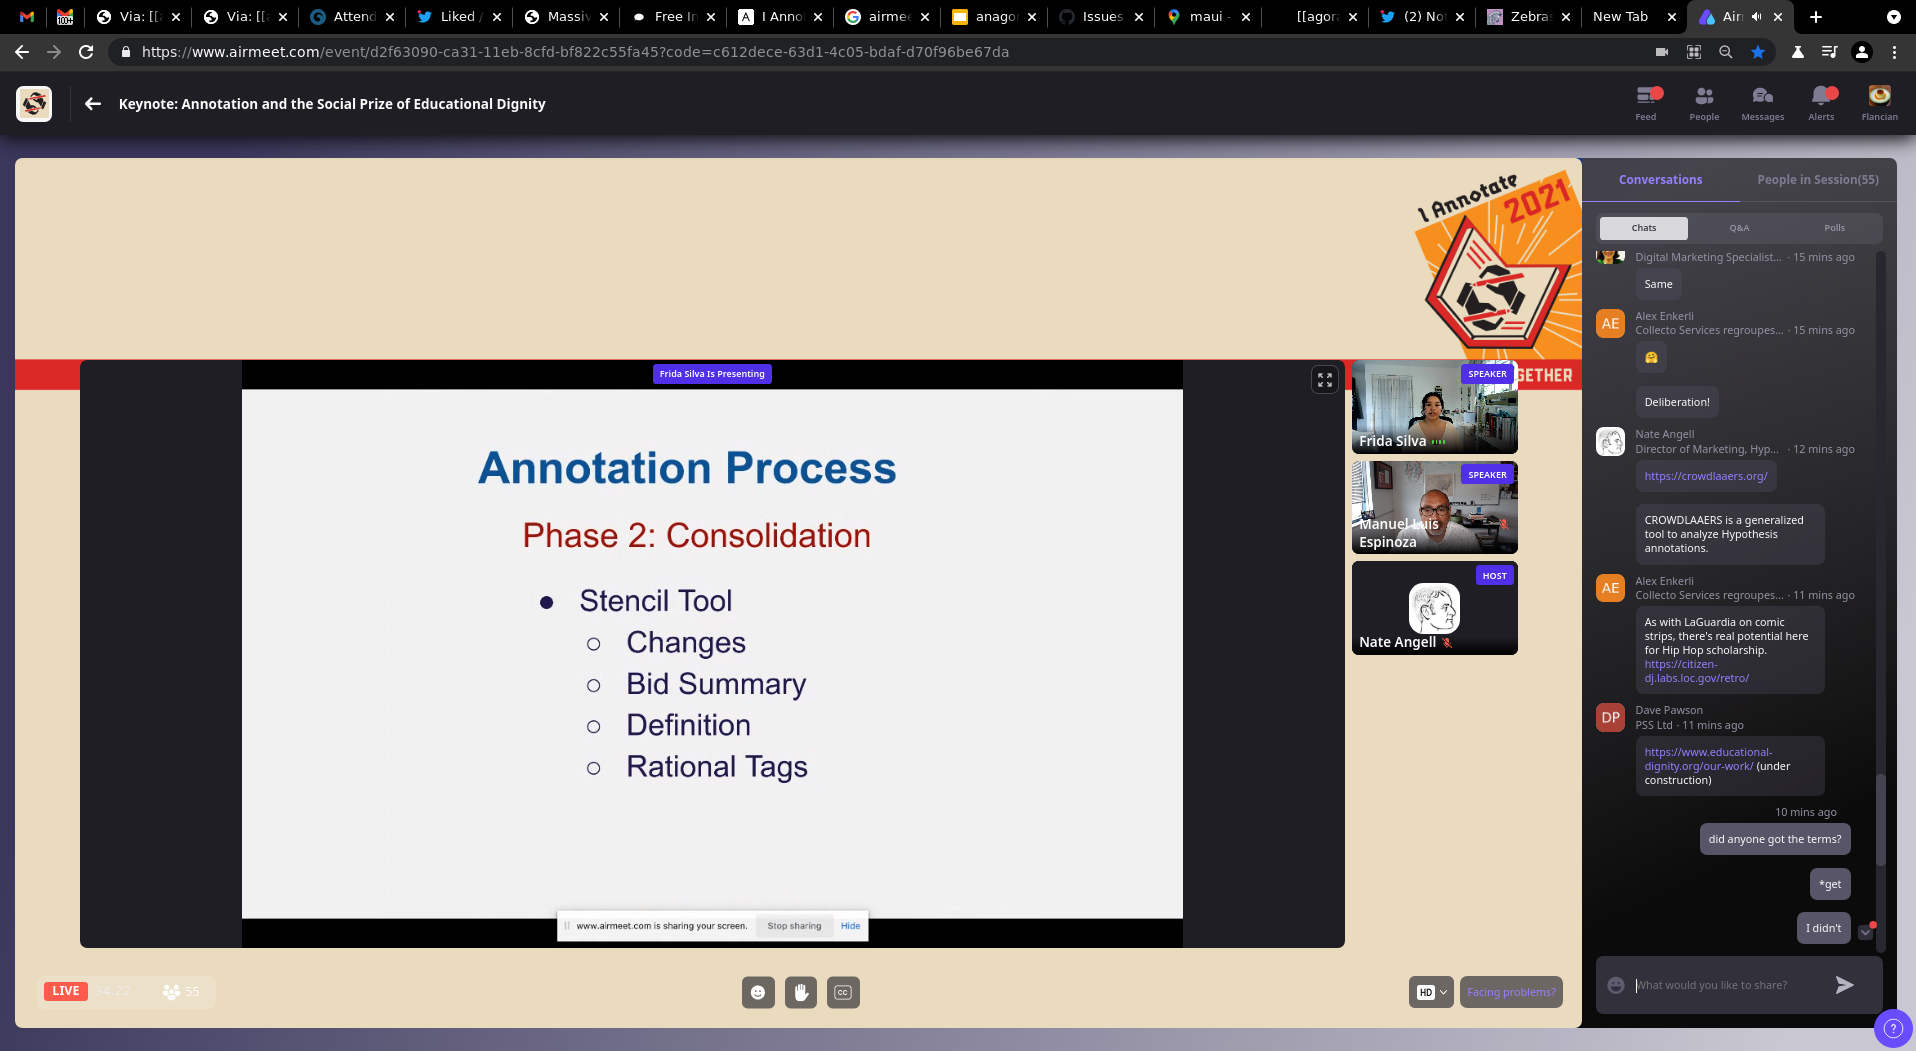 Via: [[a
Via: [[a
Attend
Liked /
Massiv
Free In
I Anno
airmee
anago
Issues
maui -
[[agora
(2) No
Zebra
New Tab
Air
https://www.airmeet.com/event/d2f63090-ca31-11eb-8cfd-bf822c55fa45?code=c612dece-63d1-4c05-bdaf-d70f96be67da
Keynote: Annotation and the Social Prize of Educational Dignity
Feed
People
Messages
Alerts
Flancian
I Annotate
2021
GETHER
Frida Silva Is Presenting
Annotation Process
Phase 2: Consolidation
● Stencil Tool
○ Changes
○ Bid Summary
○ Definition
○ Rational Tags
www.airmeet.com is sharing your screen.
Stop sharing
Hide
SPEAKER
Frida Silva
SPEAKER
Manuel Luis
Espinoza
HOST
Nate Angell
LIVE
34:22
55
CC
HD
Facing problems?
Conversations
People in Session(55)
Chats
Q&A
Polls
Digital Marketing Specialist... · 15 mins ago
Same
AE
Alex Enkerli
Collecto Services regroupes... · 15 mins ago
Deliberation!
Nate Angell
Director of Marketing, Hyp... · 12 mins ago
https://crowdlaaers.org/
CROWDLAAERS is a generalized
tool to analyze Hypothesis
annotations.
AE
Alex Enkerli
Collecto Services regroupes... · 11 mins ago
As with LaGuardia on comic
strips, there's real potential here
for Hip Hop scholarship.
https://citizen-
dj.labs.loc.gov/retro/
DP
Dave Pawson
PSS Ltd · 11 mins ago
https://www.educational-
dignity.org/our-work/ (under
construction)
10 mins ago
did anyone got the terms?
*get
I didn't
What would you like to share?